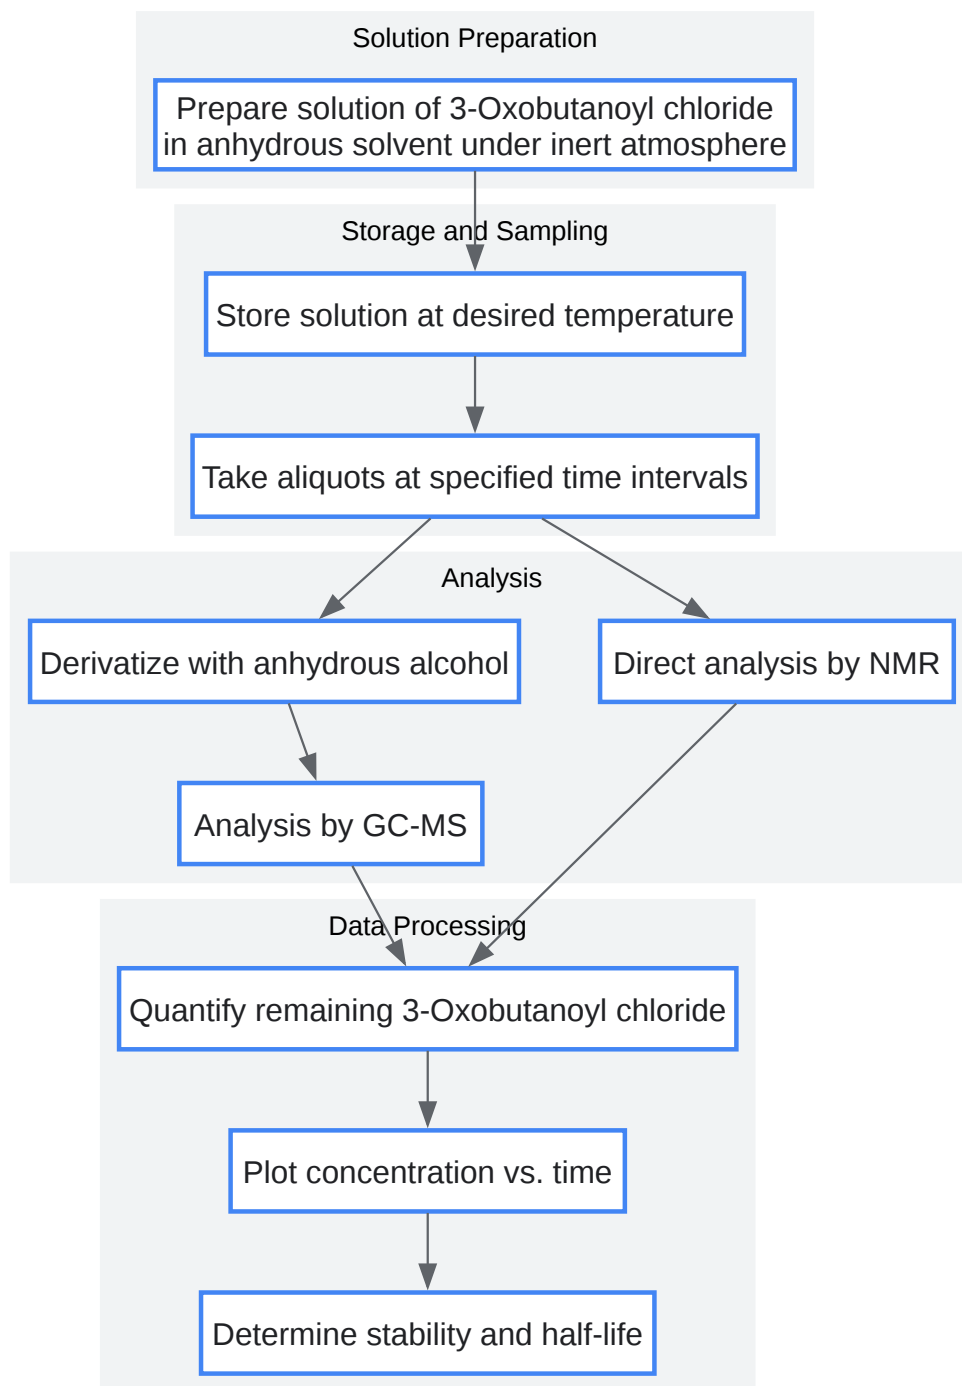 Solution Preparation
Prepare solution of 3-Oxobutanoyl chloride
in anhydrous solvent under inert atmosphere
Storage and Sampling
Store solution at desired temperature
Take aliquots at specified time intervals
Analysis
Derivatize with anhydrous alcohol
Direct analysis by NMR
Analysis by GC-MS
Data Processing
Quantify remaining 3-Oxobutanoyl chloride
Plot concentration vs. time
Determine stability and half-life